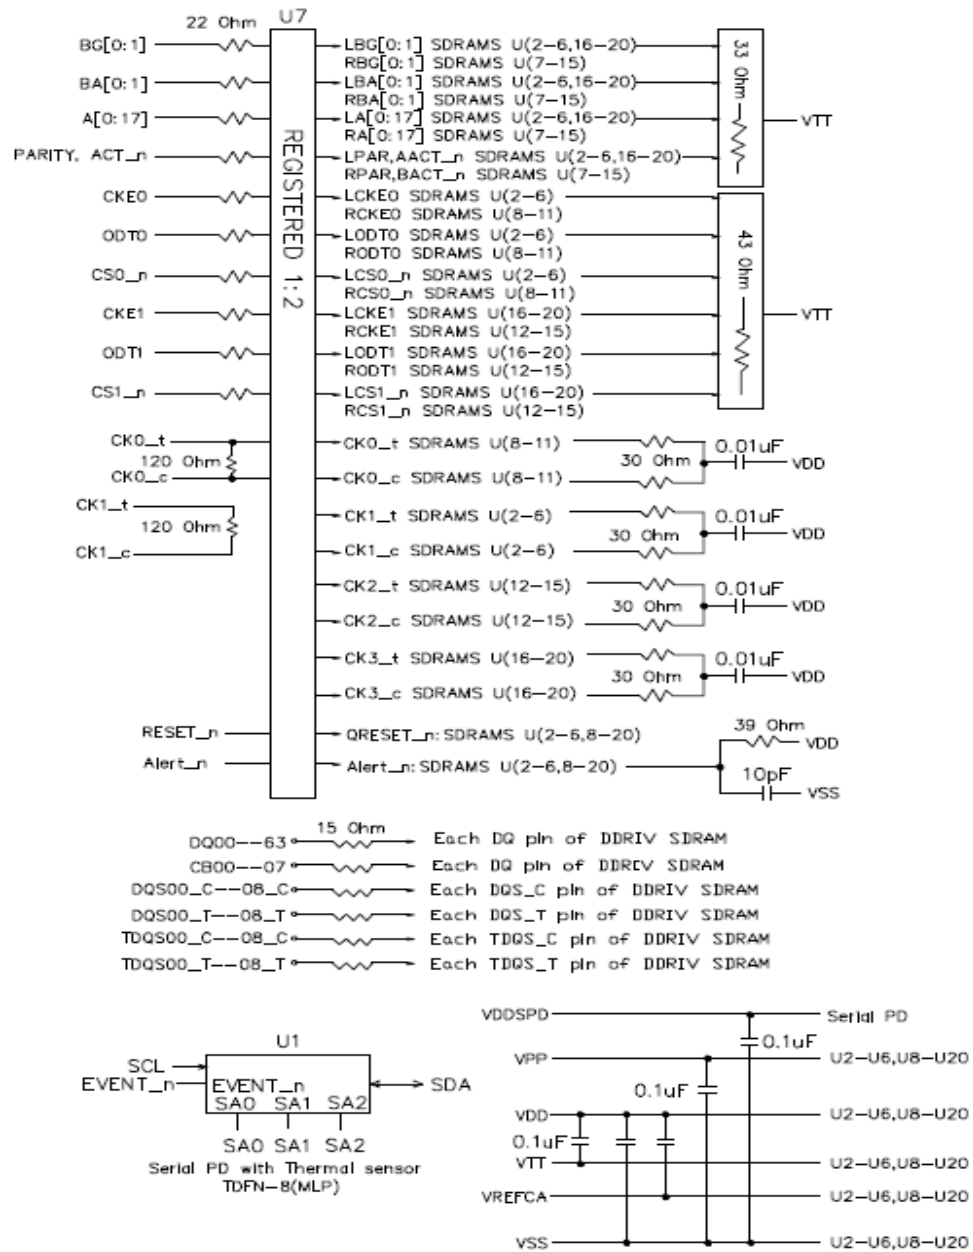 22 Ohm
U7
BG[0:1]
LBG[0:1] SDRAMS U(2-6,16-20)
RBG[0:1] SDRAMS U(7-15)
BA[0:1]
LBA[0:1] SDRAMS U(2-6,16-20)
RBA[0:1] SDRAMS U(7-15)
A[0:17]
LA[0:17] SDRAMS U(2-6,16-20)
RA[0:17] SDRAMS U(7-15)
PARITY, ACT_n
LPAR,AACT_n SDRAMS U(2-6,16-20)
RPAR,BACT_n SDRAMS U(7-15)
33 Ohm
VTT
REGISTERED 1:2
CKE0
LCKE0 SDRAMS U(2-6)
RCKE0 SDRAMS U(8-11)
ODT0
LODT0 SDRAMS U(2-6)
RODT0 SDRAMS U(8-11)
CS0_n
LCS0_n SDRAMS U(2-6)
RCS0_n SDRAMS U(8-11)
CKE1
LCKE1 SDRAMS U(16-20)
RCKE1 SDRAMS U(12-15)
ODT1
LODT1 SDRAMS U(16-20)
RODT1 SDRAMS U(12-15)
CS1_n
LCS1_n SDRAMS U(16-20)
RCS1_n SDRAMS U(12-15)
43 Ohm
VTT
CK0_t
120 Ohm
CK0_c
CK1_t
120 Ohm
CK1_c
CK0_t SDRAMS U(8-11)
30 Ohm
0.01uF
VDD
CK0_c SDRAMS U(8-11)
CK1_t SDRAMS U(2-6)
30 Ohm
0.01uF
VDD
CK1_c SDRAMS U(2-6)
CK2_t SDRAMS U(12-15)
30 Ohm
0.01uF
VDD
CK2_c SDRAMS U(12-15)
CK3_t SDRAMS U(16-20)
30 Ohm
0.01uF
VDD
CK3_c SDRAMS U(16-20)
RESET_n
QRESET_n: SDRAMS U(2-6,8-20)
Alert_n
Alert_n: SDRAMS U(2-6,8-20)
39 Ohm
VDD
10pF
VSS
15 Ohm
DQ00--63 Each DQ pin of DDRIV SDRAM
CB00--07 Each DQ pin of DDRIV SDRAM
DQS00_C--08_C Each DQS_C pin of DDRIV SDRAM
DQS00_T--08_T Each DQS_T pin of DDRIV SDRAM
TDQS00_C--08_C Each TDQS_C pin of DDRIV SDRAM
TDQS00_T--08_T Each TDQS_T pin of DDRIV SDRAM
U1
SCL
EVENT_n
EVENT_n
SDA
SA0 SA1 SA2
SA0 SA1 SA2
Serial PD with Thermal sensor
TDFN-8(MLP)
VDDSPD
Serial PD
0.1uF
VPP
U2-U6,U8-U20
0.1uF
VDD
U2-U6,U8-U20
0.1uF
VTT
U2-U6,U8-U20
VREFCA
U2-U6,U8-U20
VSS
U2-U6,U8-U20